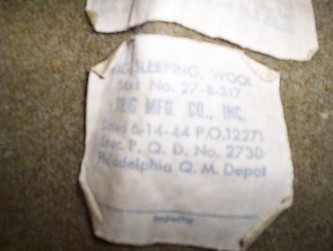 BAG, SLEEPING, WOOL
Stock No. 27-B-317
MFG. CO., INC.
Dated 6-14-44 P.O.12271
Spec. P. Q. D. No. 273D
Philadelphia Q. M. Depot
Inspector